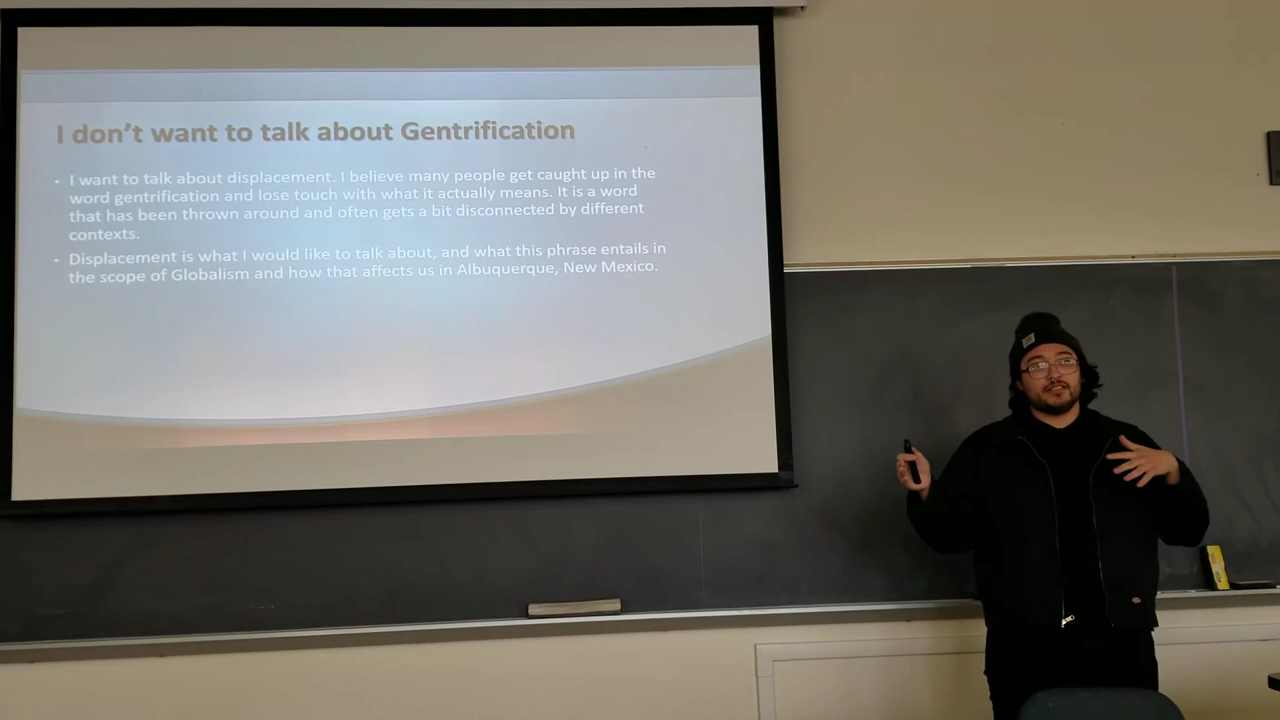 I don't want to talk about Gentrification
• I want to talk about displacement. I believe many people get caught up in the
word gentrification and lose touch with what it actually means. It is a word
that has been thrown around and often gets a bit disconnected by different
contexts.
• Displacement is what I would like to talk about, and what this phrase entails in
the scope of Globalism and how that affects us in Albuquerque, New Mexico.